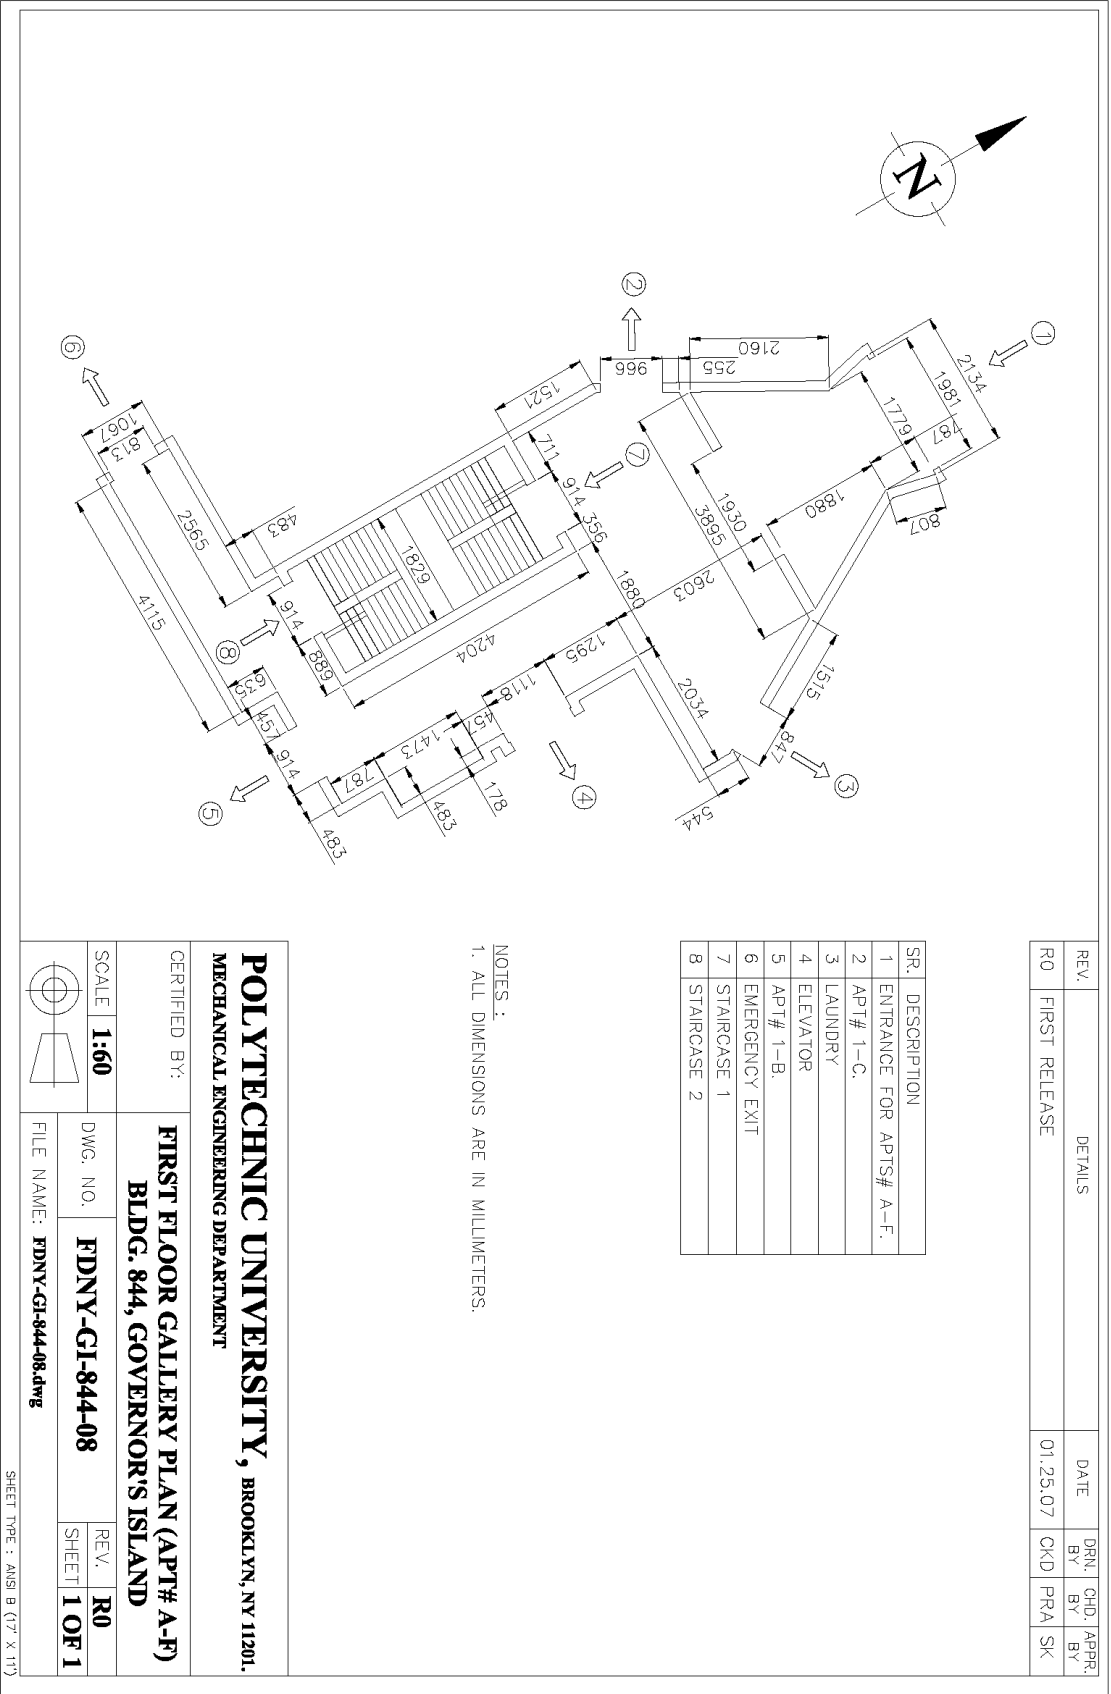 REV. DETAILS DATE DRN. BY CHD. BY APPR. BY
R0 FIRST RELEASE 01.25.07 CKD PRA SK
N
1
2
3
4
5
6
7
8
2134
1981
1779
787
807
2160
255
966
1521
711
914
356
1880
1930
3895
1880
2603
1515
847
544
2034
1295
1118
457
178
1473
483
787
483
914
457
635
4204
1829
889
914
483
2565
4115
813
1067
SR. DESCRIPTION
1 ENTRANCE FOR APTS# A-F.
2 APT# 1-C.
3 LAUNDRY
4 ELEVATOR
5 APT# 1-B.
6 EMERGENCY EXIT
7 STAIRCASE 1
8 STAIRCASE 2
NOTES :
1. ALL DIMENSIONS ARE IN MILLIMETERS.
POLYTECHNIC UNIVERSITY, BROOKLYN, NY 11201.
MECHANICAL ENGINEERING DEPARTMENT
CERTIFIED BY:
FIRST FLOOR GALLERY PLAN (APT# A-F)
BLDG. 844, GOVERNOR'S ISLAND
SCALE 1:60
DWG. NO. FDNY-GI-844-08
REV. R0
SHEET 1 OF 1
FILE NAME: FDNY-GI-844-08.dwg
SHEET TYPE : ANSI B (17' X 11')